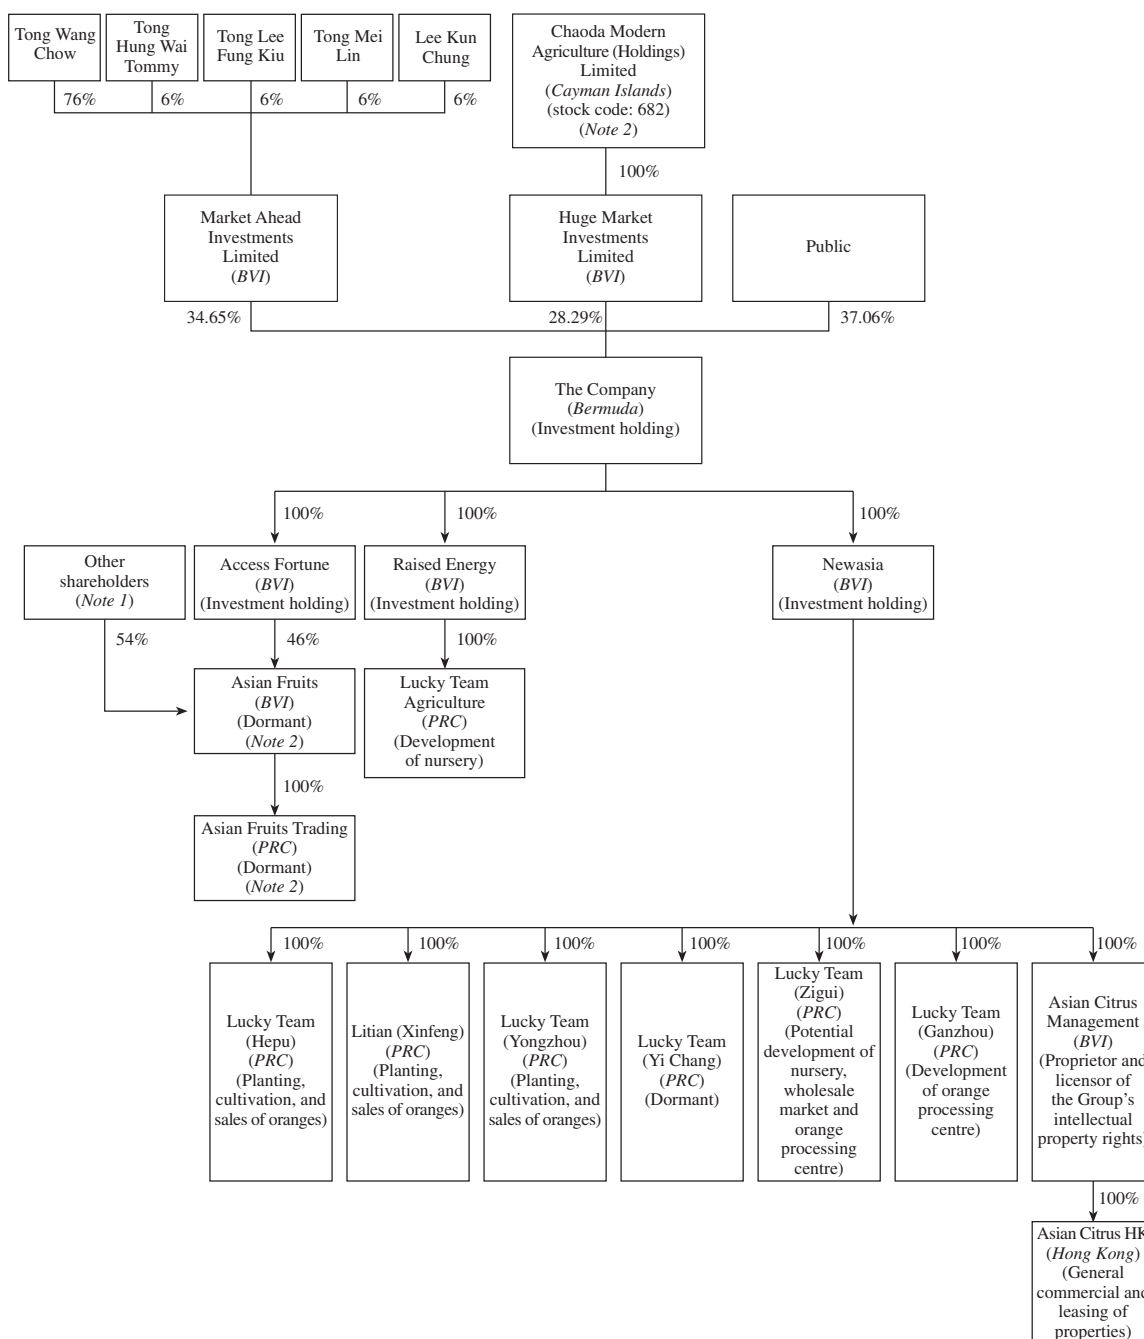 Tong Wang
Chow
Tong
Hung Wai
Tommy
Tong Lee
Fung Kiu
Tong Mei
Lin
Lee Kun
Chung
Chaoda Modern
Agriculture (Holdings)
Limited
(Cayman Islands)
(stock code: 682)
(Note 2)
76%
6%
6%
6%
6%
100%
Market Ahead
Investments
Limited
(BVI)
Huge Market
Investments
Limited
(BVI)
Public
34.65%
28.29%
37.06%
The Company
(Bermuda)
(Investment holding)
100%
100%
100%
Other
shareholders
(Note 1)
Access Fortune
(BVI)
(Investment holding)
Raised Energy
(BVI)
(Investment holding)
Newasia
(BVI)
(Investment holding)
54%
46%
100%
Asian Fruits
(BVI)
(Dormant)
(Note 2)
Lucky Team
Agriculture
(PRC)
(Development
of nursery)
100%
Asian Fruits Trading
(PRC)
(Dormant)
(Note 2)
100%
100%
100%
100%
100%
100%
100%
Lucky Team
(Hepu)
(PRC)
(Planting,
cultivation, and
sales of oranges)
Litian (Xinfeng)
(PRC)
(Planting,
cultivation, and
sales of oranges)
Lucky Team
(Yongzhou)
(PRC)
(Planting,
cultivation, and
sales of oranges)
Lucky Team
(Yi Chang)
(PRC)
(Dormant)
Lucky Team
(Zigui)
(PRC)
(Potential
development of
nursery,
wholesale
market and
orange
processing
centre)
Lucky Team
(Ganzhou)
(PRC)
(Development
of orange
processing
centre)
Asian Citrus
Management
(BVI)
(Proprietor and
licensor of
the Group's
intellectual
property rights)
100%
Asian Citrus HK
(Hong Kong)
(General
commercial and
leasing of
properties)